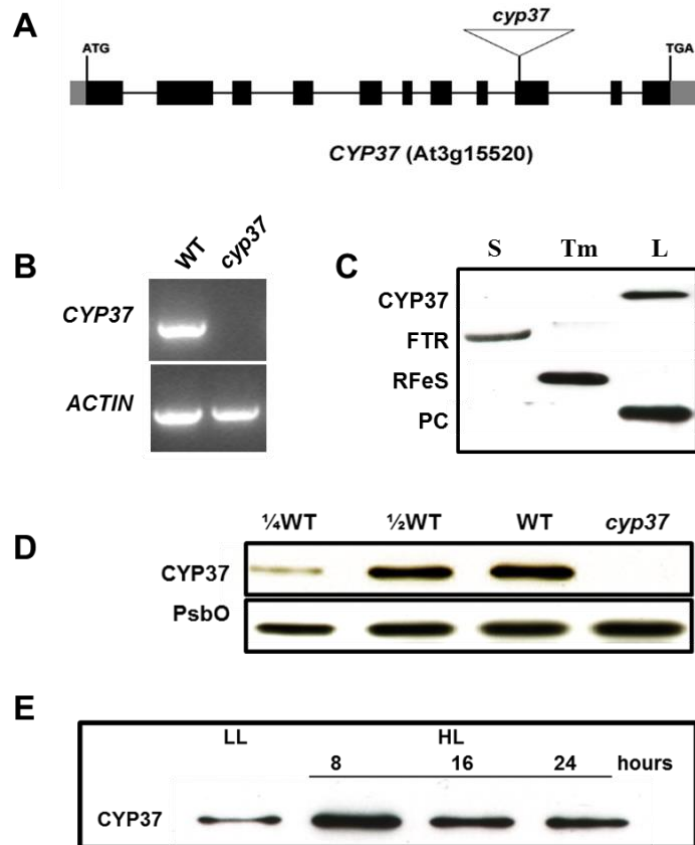 A
cyp37
ATG
TGA
CYP37 (At3g15520)
B
WT cyp37
CYP37
ACTIN
C
S Tm L
CYP37
FTR
RFeS
PC
D
¼WT ½WT WT cyp37
CYP37
PsbO
E
LL HL
8 16 24 hours
CYP37